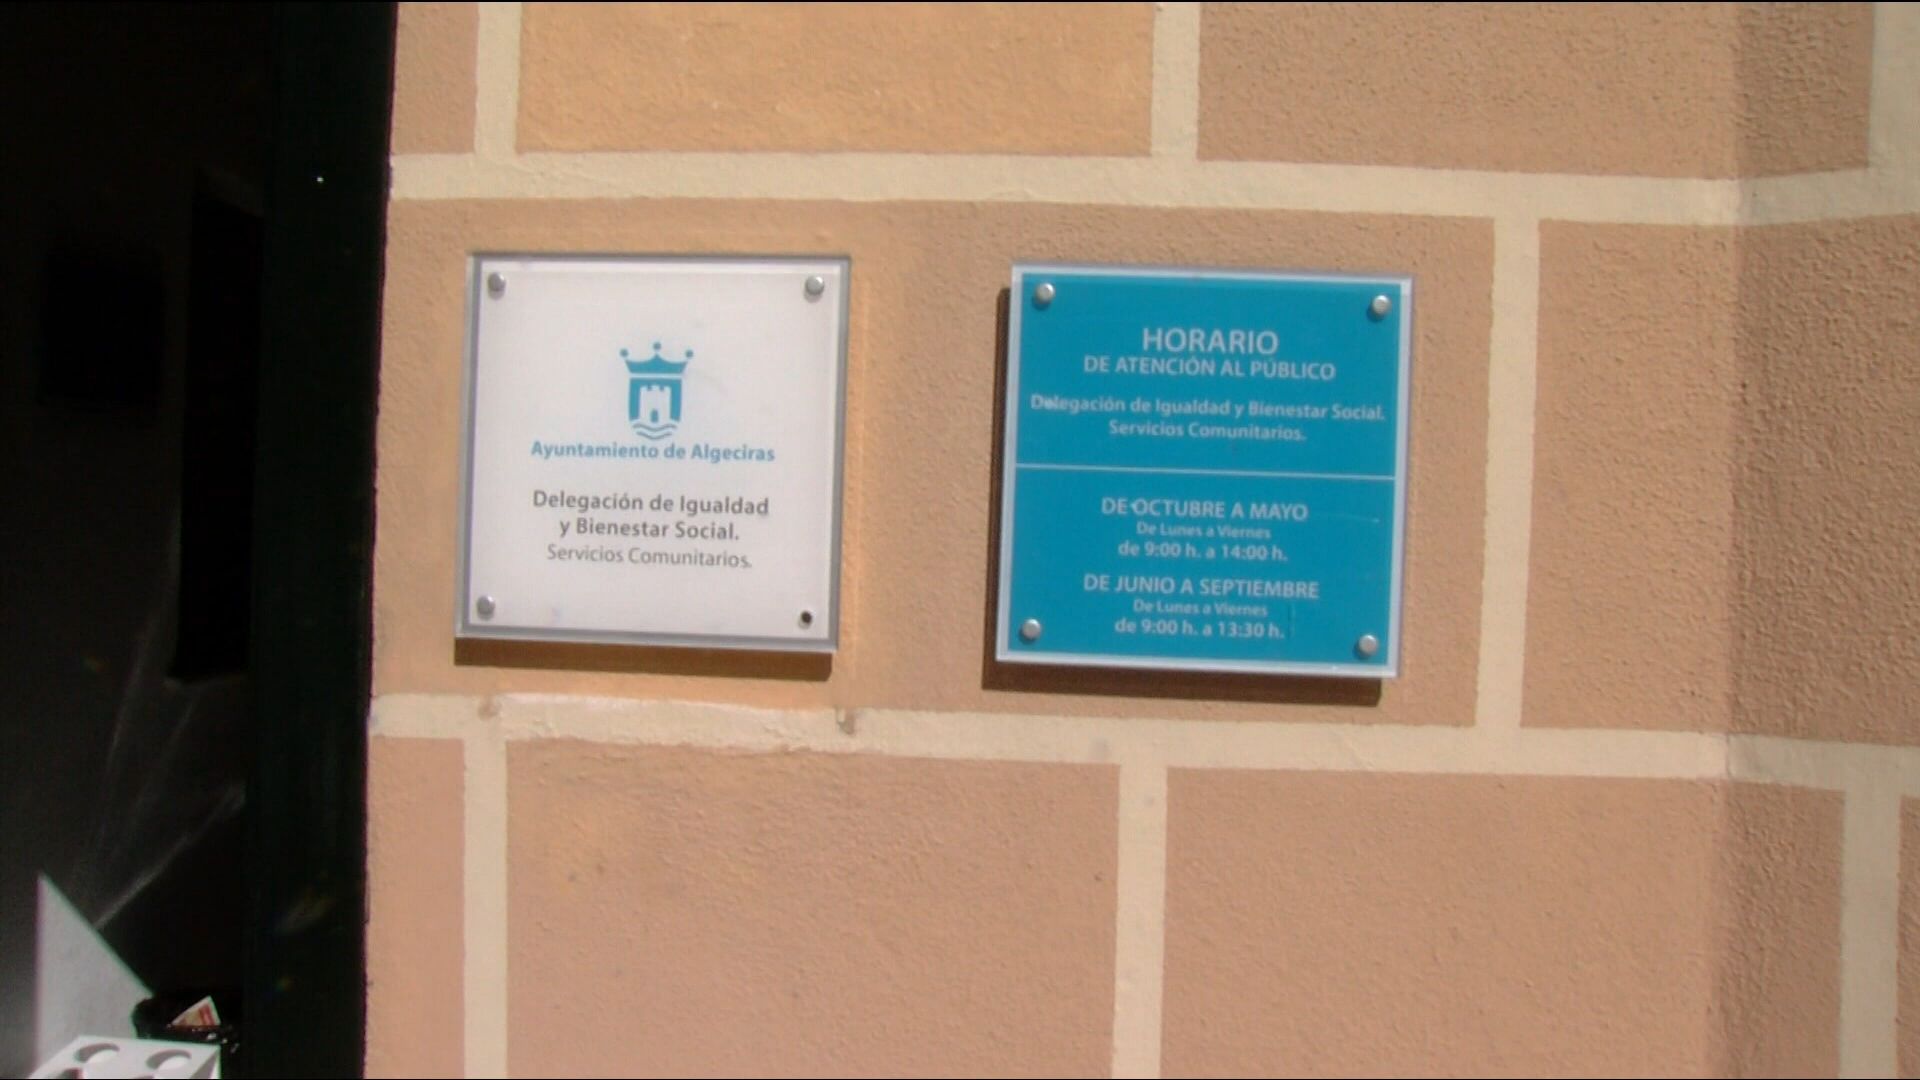 Ayuntamiento de Algeciras
Delegación de Igualdad
y Bienestar Social.
Servicios Comunitarios.
HORARIO
DE ATENCIÓN AL PÚBLICO
Delegación de Igualdad y Bienestar Social.
Servicios Comunitarios.
DE OCTUBRE A MAYO
De Lunes a Viernes
de 9:00 h. a 14:00 h.
DE JUNIO A SEPTIEMBRE
De Lunes a Viernes
de 9:00 h. a 13:30 h.